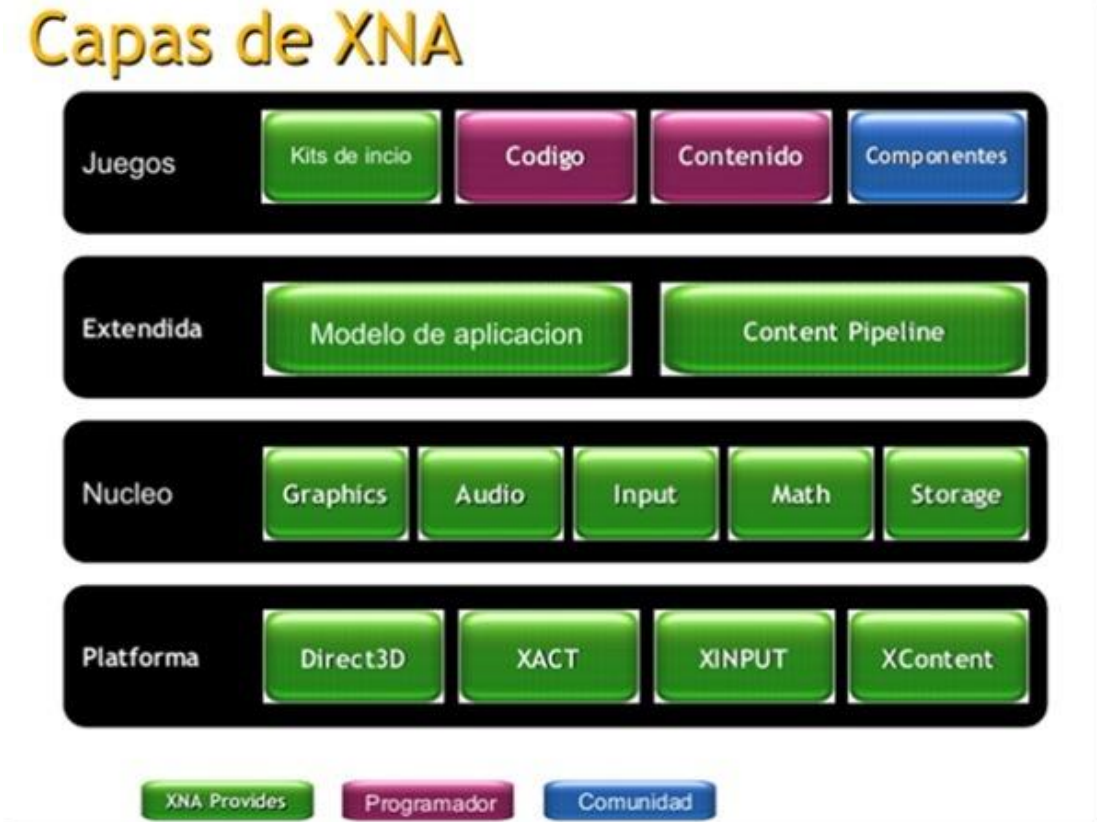 Capas de XNA
Juegos
Kits de incio
Codigo
Contenido
Componentes
Extendida
Modelo de aplicacion
Content Pipeline
Nucleo
Graphics
Audio
Input
Math
Storage
Platforma
Direct3D
XACT
XINPUT
XContent
XNA Provides
Programador
Comunidad